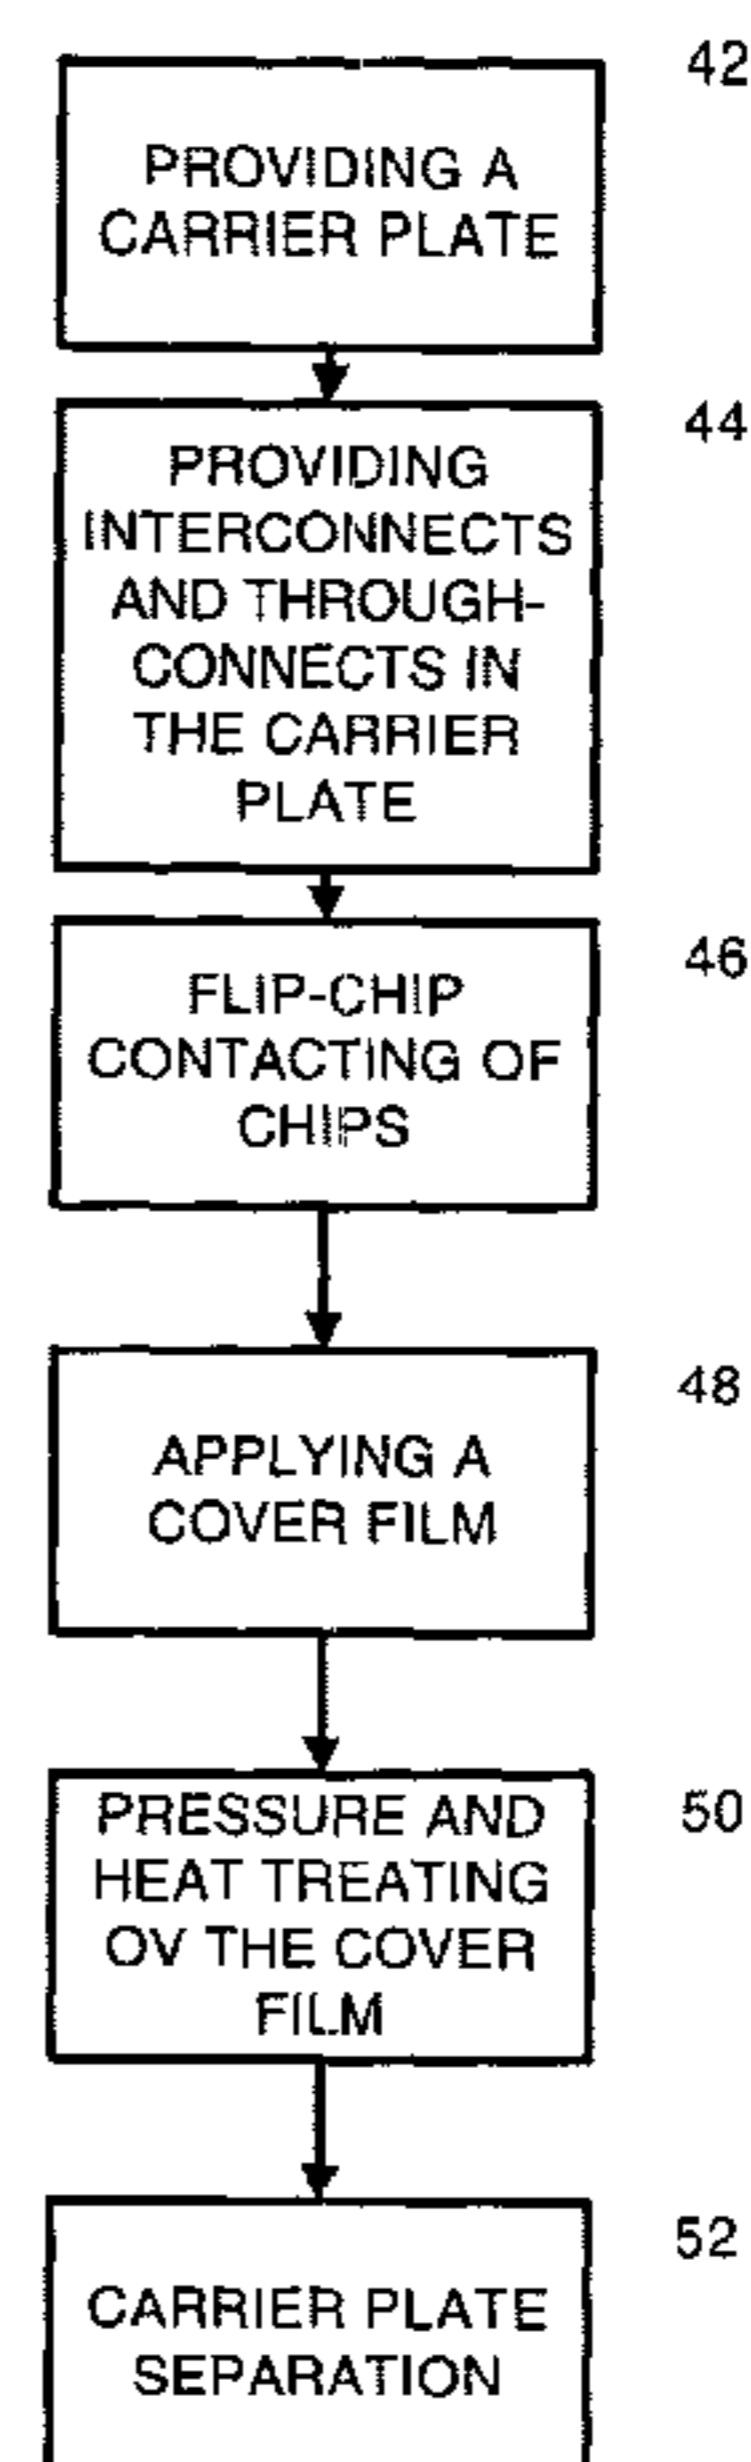 42
PROVIDING A
CARRIER PLATE
44
PROVIDING
INTERCONNECTS
AND THROUGH-
CONNECTS IN
THE CARRIER
PLATE
46
FLIP-CHIP
CONTACTING OF
CHIPS
48
APPLYING A
COVER FILM
50
PRESSURE AND
HEAT TREATING
OV THE COVER
FILM
52
CARRIER PLATE
SEPARATION